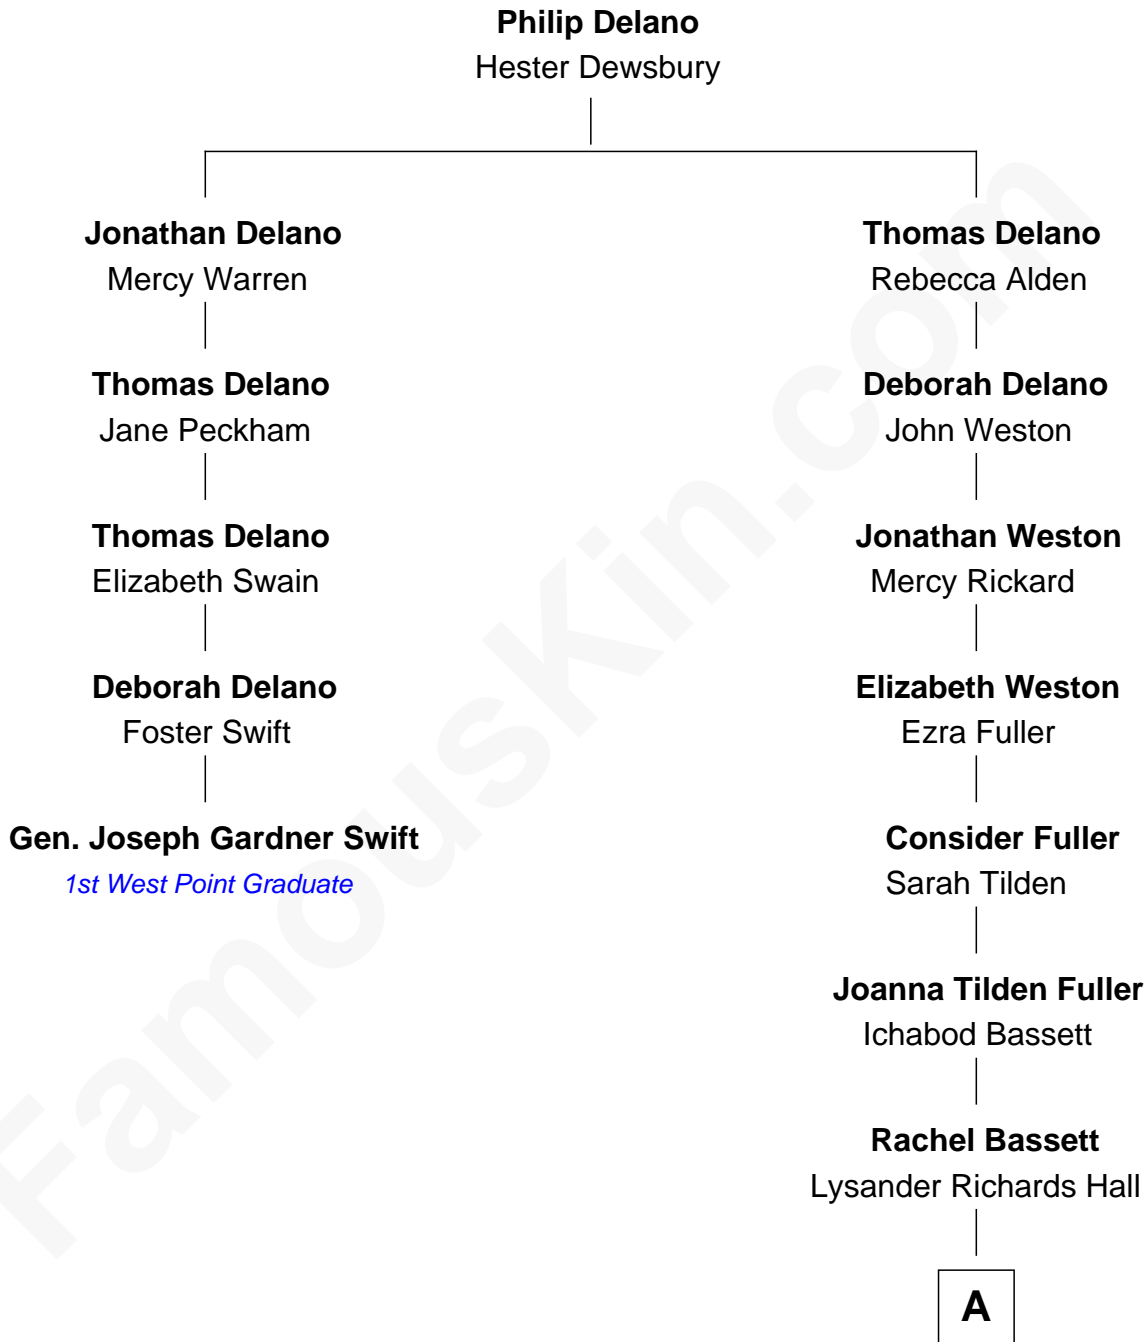 Philip Delano
Hester Dewsbury
Jonathan Delano
Mercy Warren
Thomas Delano
Rebecca Alden
Thomas Delano
Jane Peckham
Deborah Delano
John Weston
Thomas Delano
Elizabeth Swain
Jonathan Weston
Mercy Rickard
Deborah Delano
Foster Swift
Elizabeth Weston
Ezra Fuller
Gen. Joseph Gardner Swift
1st West Point Graduate
Consider Fuller
Sarah Tilden
Joanna Tilden Fuller
Ichabod Bassett
Rachel Bassett
Lysander Richards Hall
A
FamousKin.com